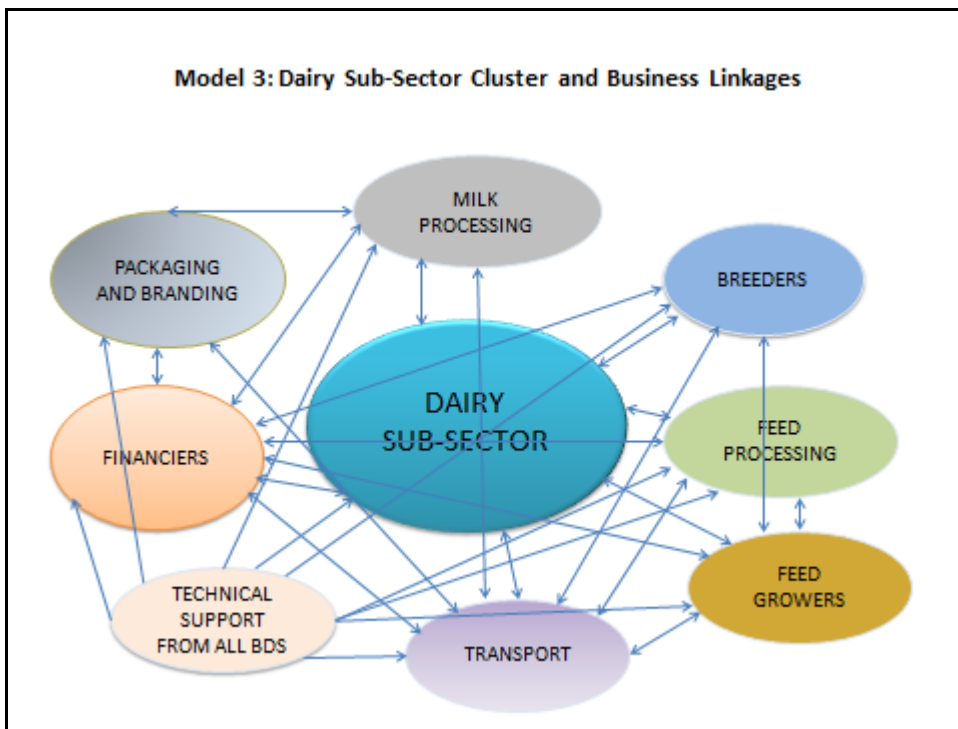 Model 3: Dairy Sub-Sector Cluster and Business Linkages
MILK
PROCESSING
PACKAGING
AND BRANDING
BREEDERS
DAIRY
SUB-SECTOR
FINANCIERS
FEED
PROCESSING
TECHNICAL
SUPPORT
FROM ALL BDS
TRANSPORT
FEED
GROWERS